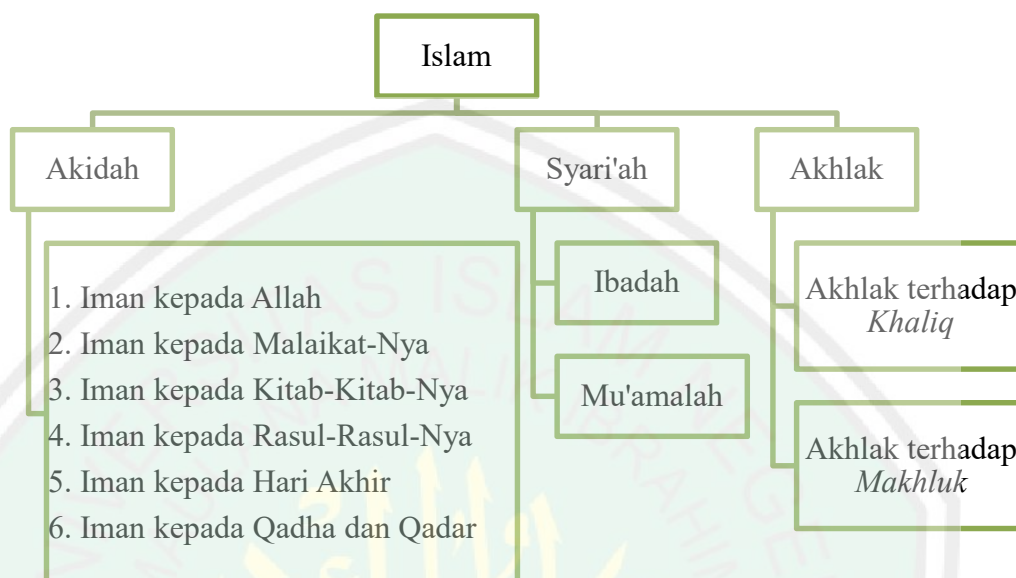 Islam
Akidah
Syari'ah
Akhlak
1. Iman kepada Allah
2. Iman kepada Malaikat-Nya
3. Iman kepada Kitab-Kitab-Nya
4. Iman kepada Rasul-Rasul-Nya
5. Iman kepada Hari Akhir
6. Iman kepada Qadha dan Qadar
Ibadah
Mu'amalah
Akhlak terhadap
Khaliq
Akhlak terhadap
Makhluk